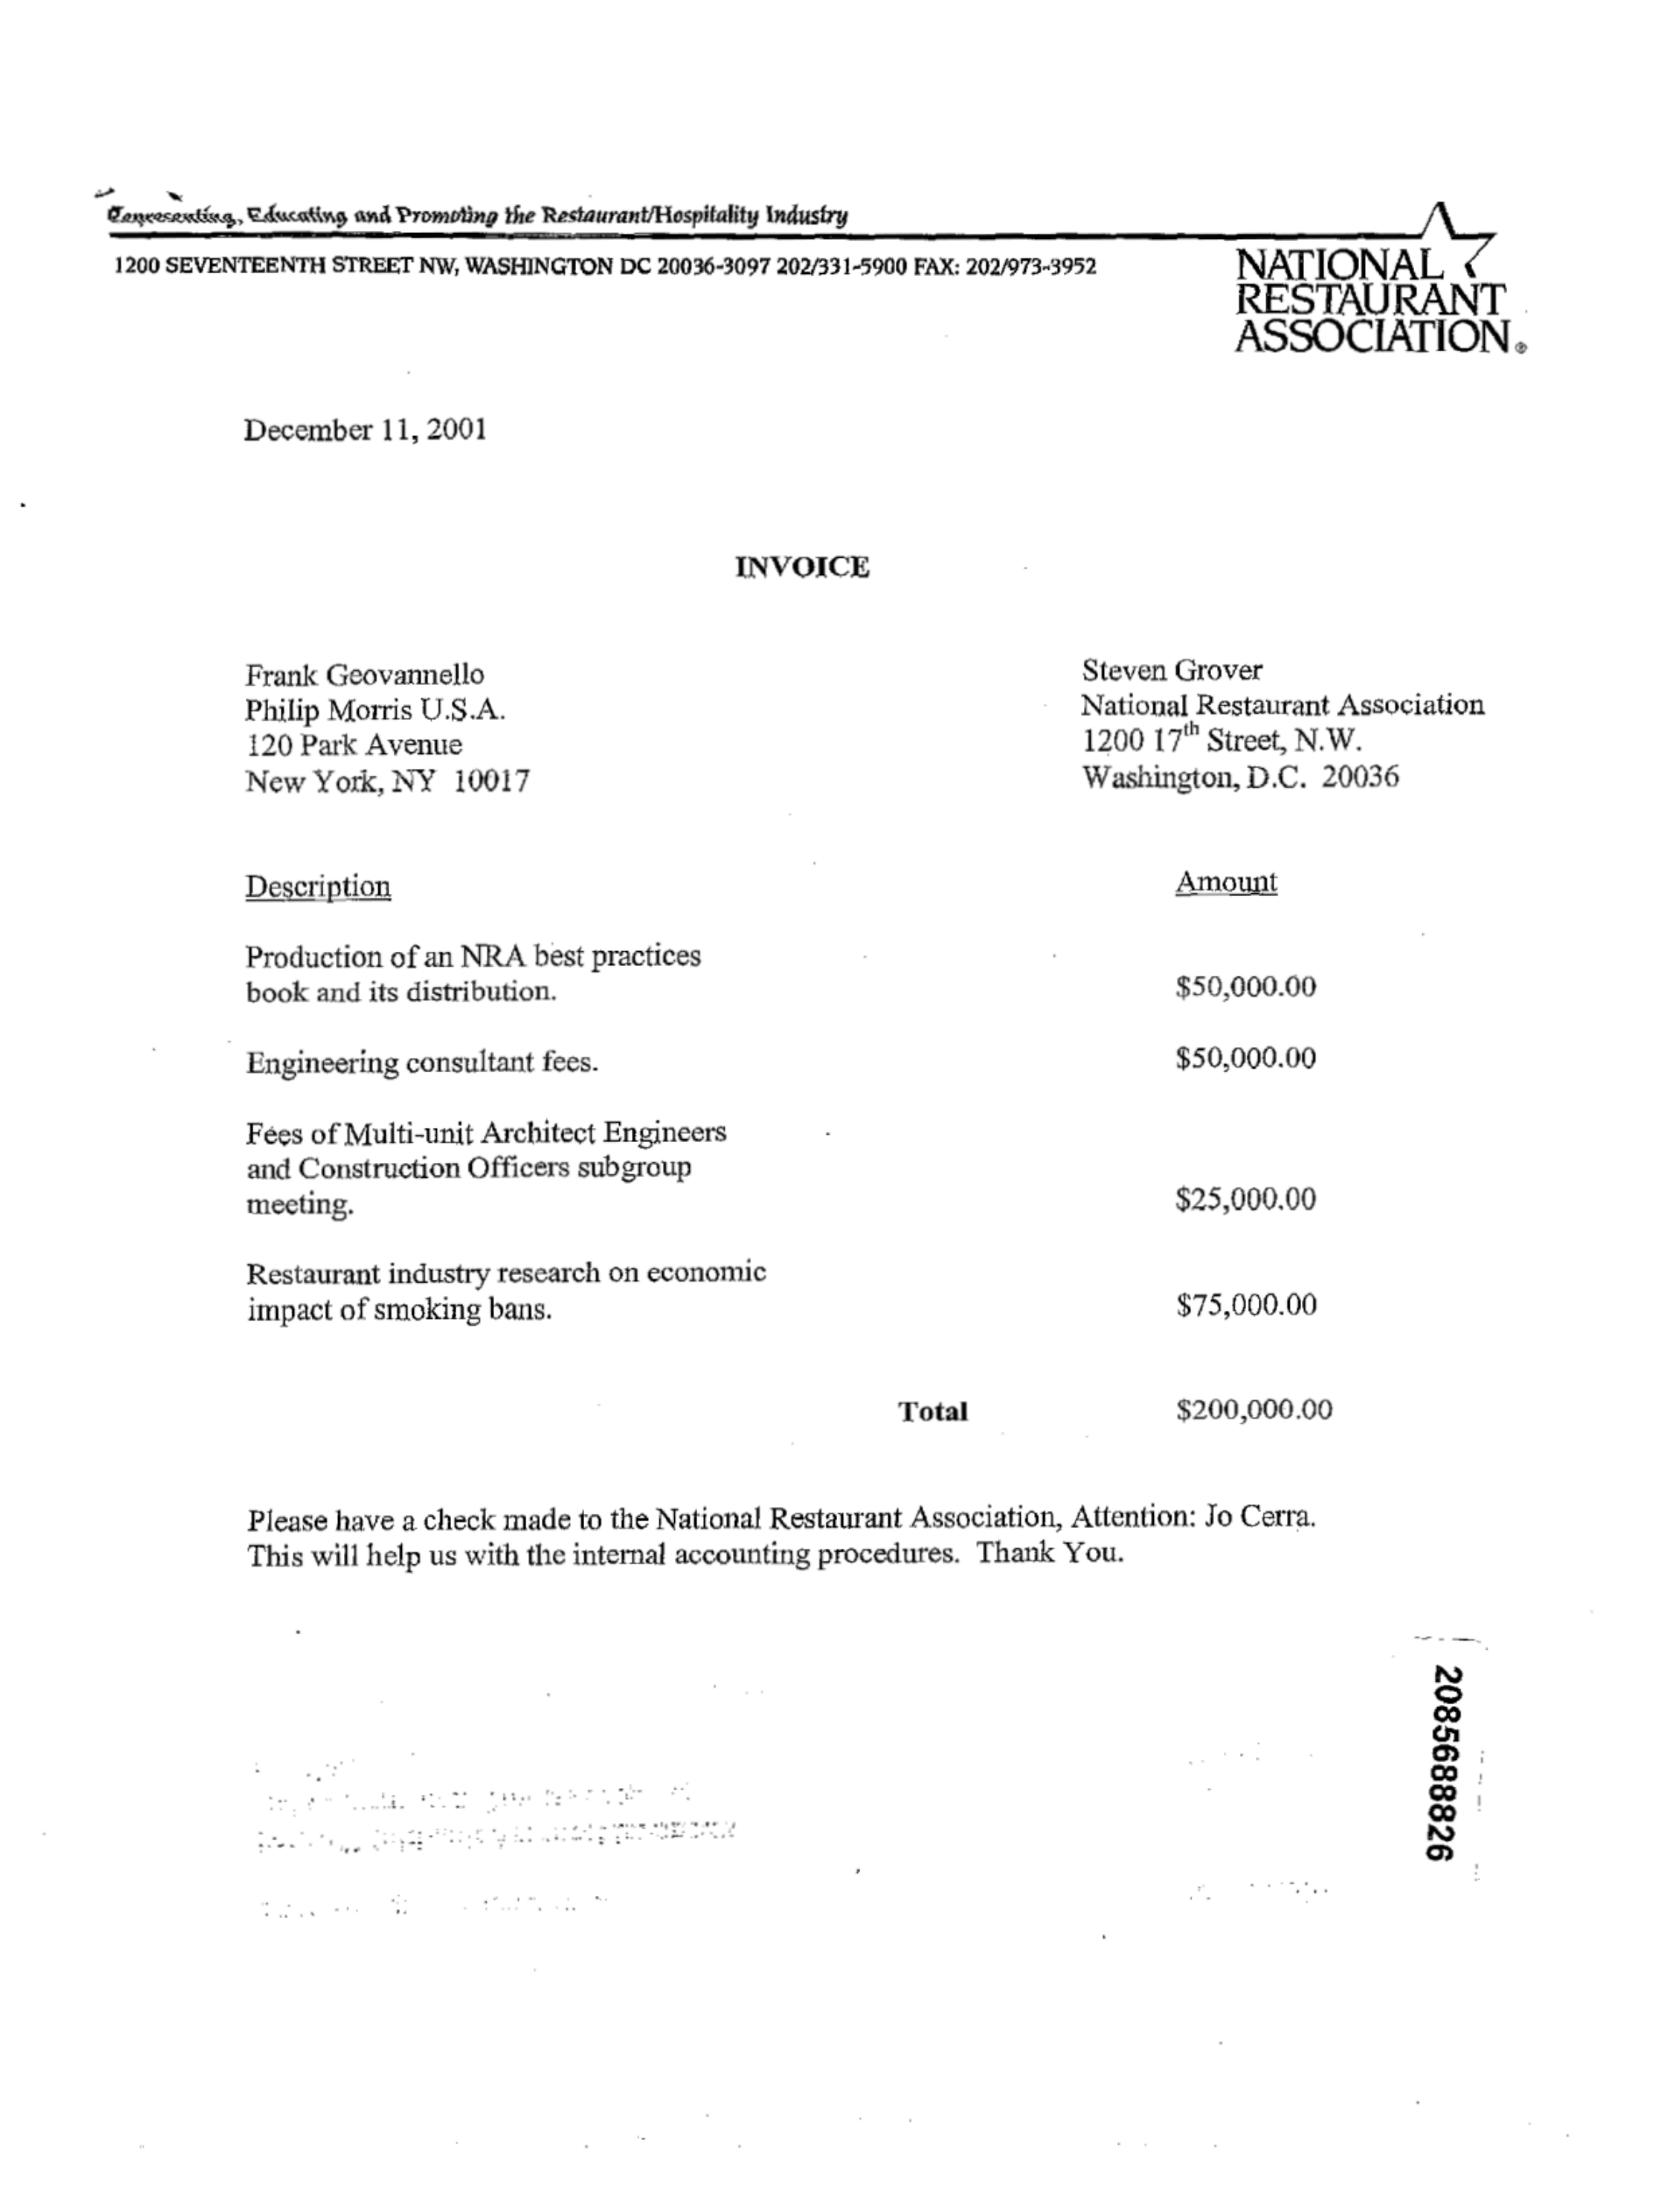 Representing, Educating and Promoting the Restaurant/Hospitality Industry
1200 SEVENTEENTH STREET NW, WASHINGTON DC 20036-3097 202/331-5900 FAX: 202/973-3952
NATIONAL
RESTAURANT
ASSOCIATION®
December 11, 2001
INVOICE
Frank Geovannello
Philip Morris U.S.A.
120 Park Avenue
New York, NY 10017
Steven Grover
National Restaurant Association
1200 17th Street, N.W.
Washington, D.C. 20036
Description Amount
Production of an NRA best practices
book and its distribution. $50,000.00
Engineering consultant fees. $50,000.00
Fees of Multi-unit Architect Engineers
and Construction Officers subgroup
meeting. $25,000.00
Restaurant industry research on economic
impact of smoking bans. $75,000.00
Total $200,000.00
Please have a check made to the National Restaurant Association, Attention: Jo Cerra.
This will help us with the internal accounting procedures. Thank You.
2085688826